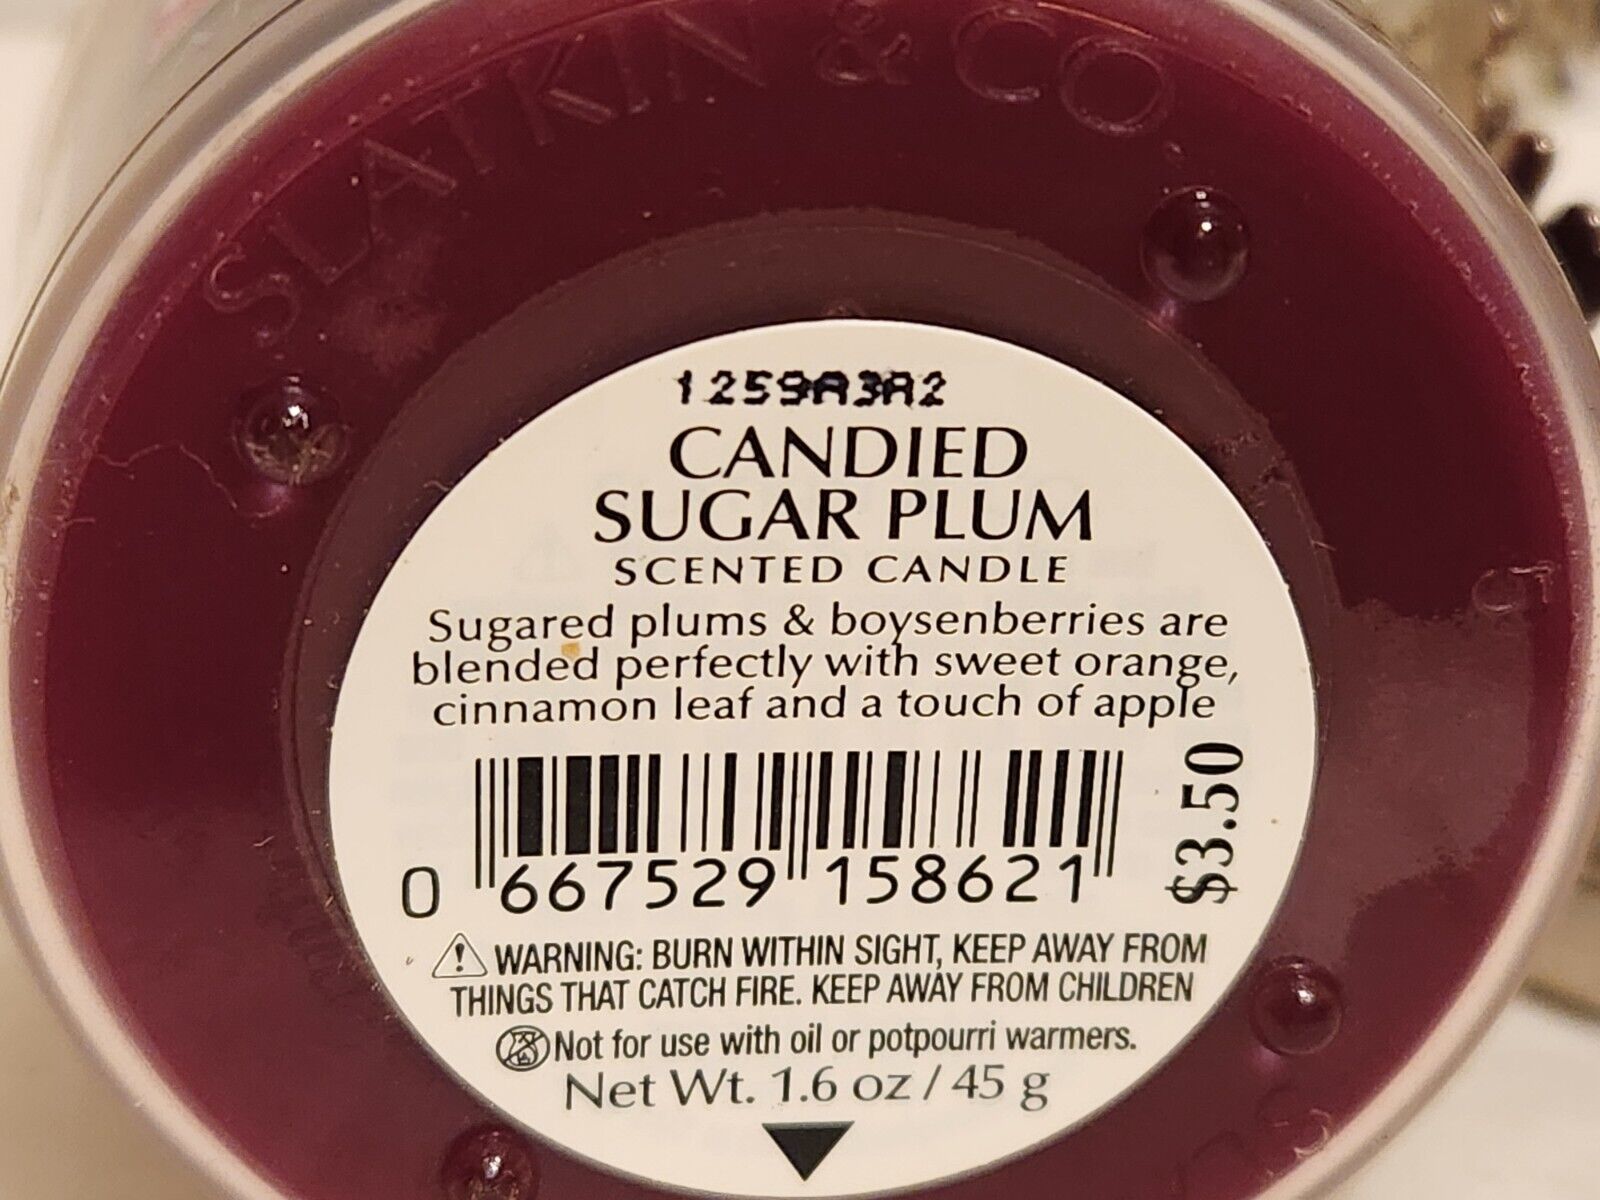 SLATKIN & CO.
1259A3A2
CANDIED
SUGAR PLUM
SCENTED CANDLE
Sugared plums & boysenberries are
blended perfectly with sweet orange,
cinnamon leaf and a touch of apple
$3.50
0 667529 158621
WARNING: BURN WITHIN SIGHT, KEEP AWAY FROM
THINGS THAT CATCH FIRE. KEEP AWAY FROM CHILDREN
Not for use with oil or potpourri warmers.
Net Wt. 1.6 oz / 45 g